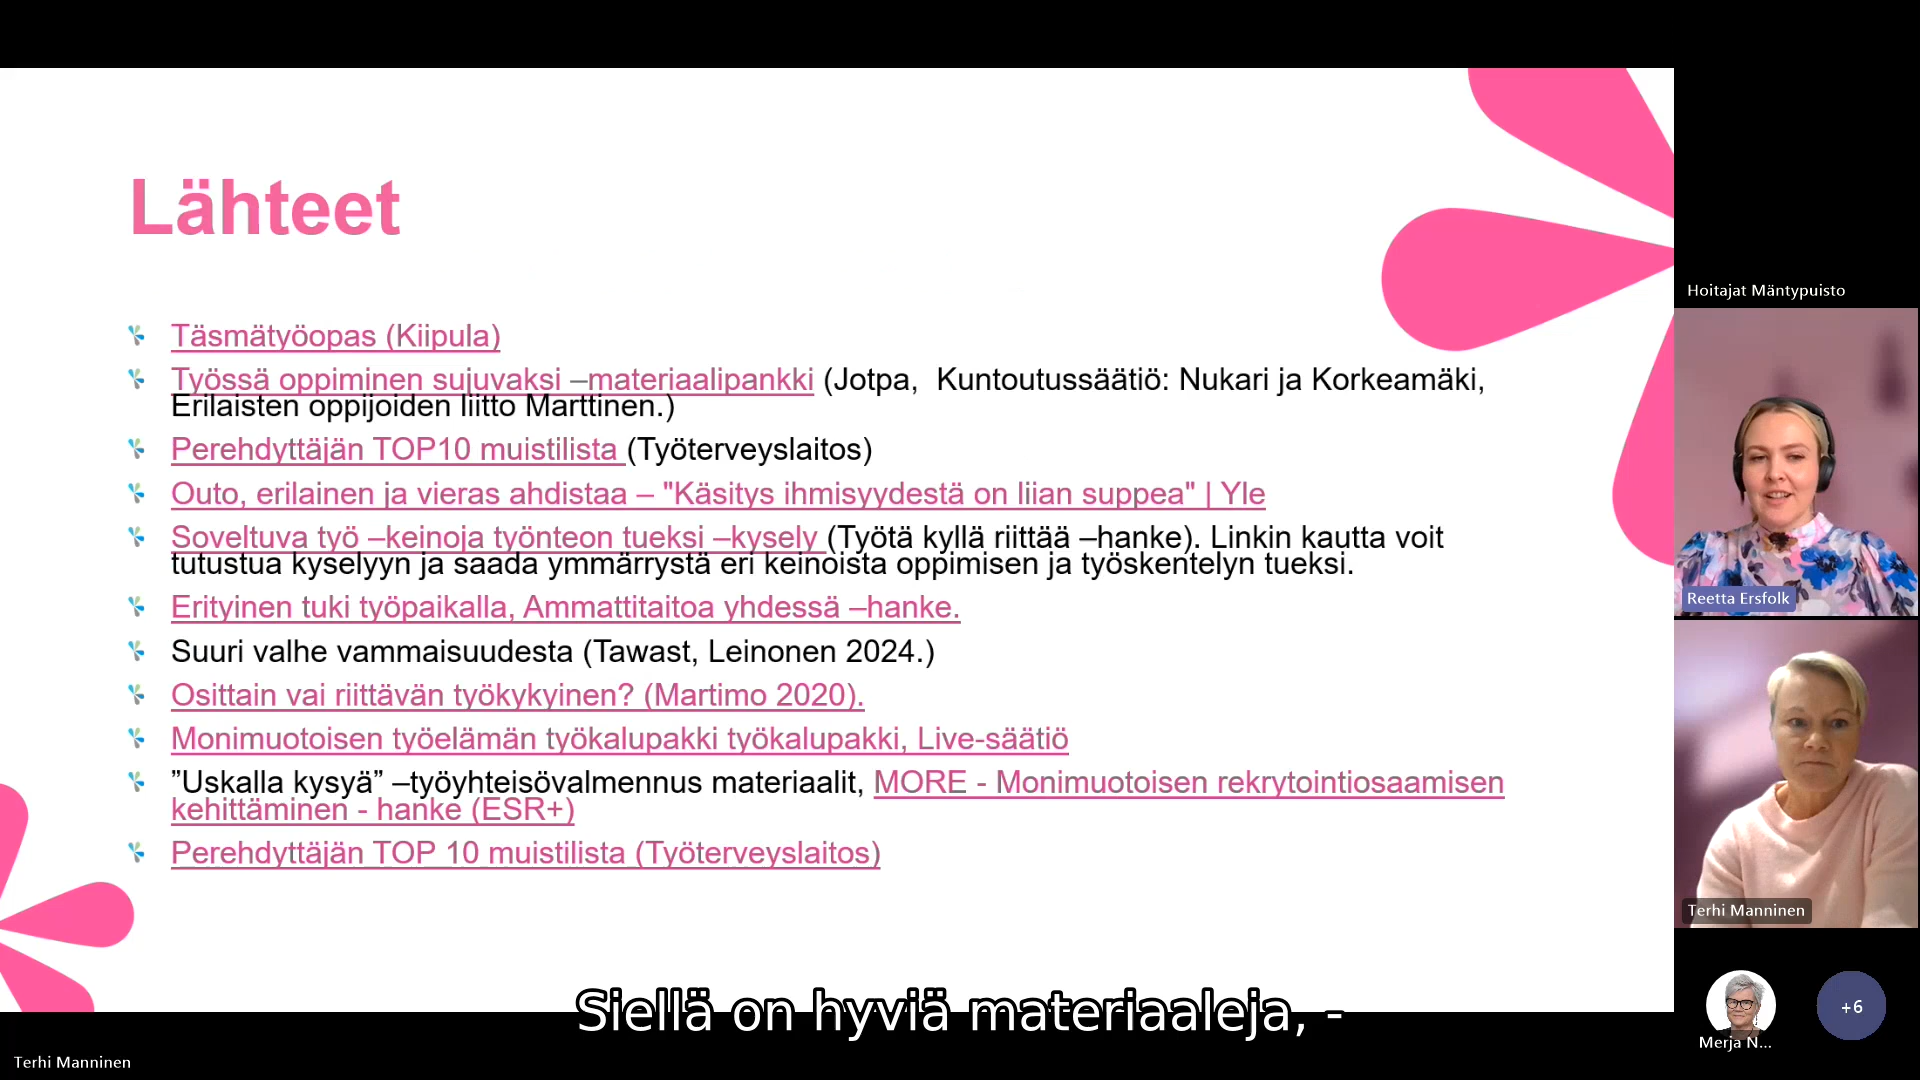 Lähteet
Täsmätyöopas (Kiipula)
Työssä oppiminen sujuvaksi –materiaalipankki (Jotpa,  Kuntoutussäätiö: Nukari ja Korkeamäki,
Erilaisten oppijoiden liitto Marttinen.)
Perehdyttäjän TOP10 muistilista (Työterveyslaitos)
Outo, erilainen ja vieras ahdistaa – "Käsitys ihmisyydestä on liian suppea" | Yle
Soveltuva työ –keinoja työnteon tueksi –kysely (Työtä kyllä riittää –hanke). Linkin kautta voit
tutustua kyselyyn ja saada ymmärrystä eri keinoista oppimisen ja työskentelyn tueksi.
Erityinen tuki työpaikalla, Ammattitaitoa yhdessä –hanke.
Suuri valhe vammaisuudesta (Tawast, Leinonen 2024.)
Osittain vai riittävän työkykyinen? (Martimo 2020).
Monimuotoisen työelämän työkalupakki työkalupakki, Live-säätiö
”Uskalla kysyä” –työyhteisövalmennus materiaalit, MORE - Monimuotoisen rekrytointiosaamisen
kehittäminen - hanke (ESR+)
Perehdyttäjän TOP 10 muistilista (Työterveyslaitos)
Hoitajat Mäntypuisto
Reetta Ersfolk
Terhi Manninen
Merja N...
+6
Siellä on hyviä materiaaleja, -
Terhi Manninen